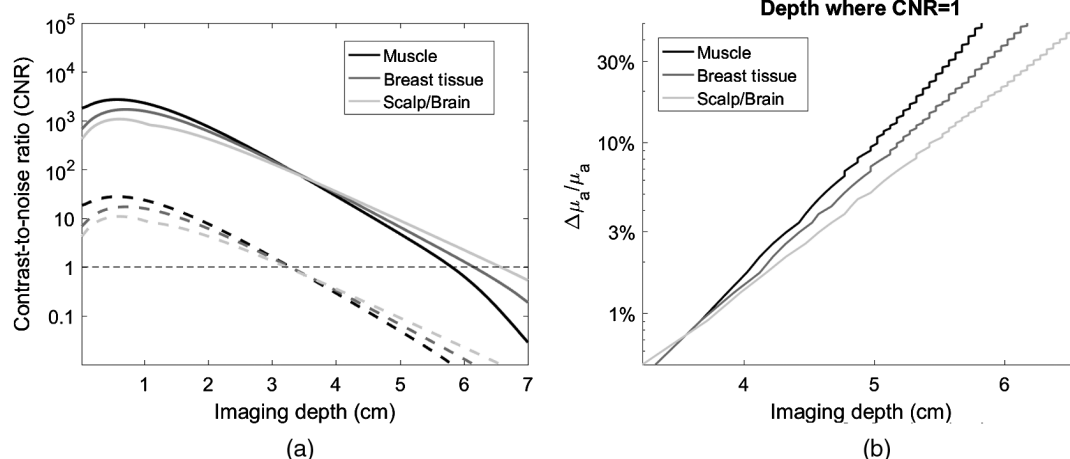 Depth where CNR=1
Contrast-to-noise ratio (CNR)
10^5
10^4
10^3
10^2
10
1
0.1
Muscle
Breast tissue
Scalp/Brain
1
2
3
4
5
6
7
Imaging depth (cm)
(a)
Δμ_a/μ_a
30%
10%
3%
1%
Muscle
Breast tissue
Scalp/Brain
4
5
6
Imaging depth (cm)
(b)